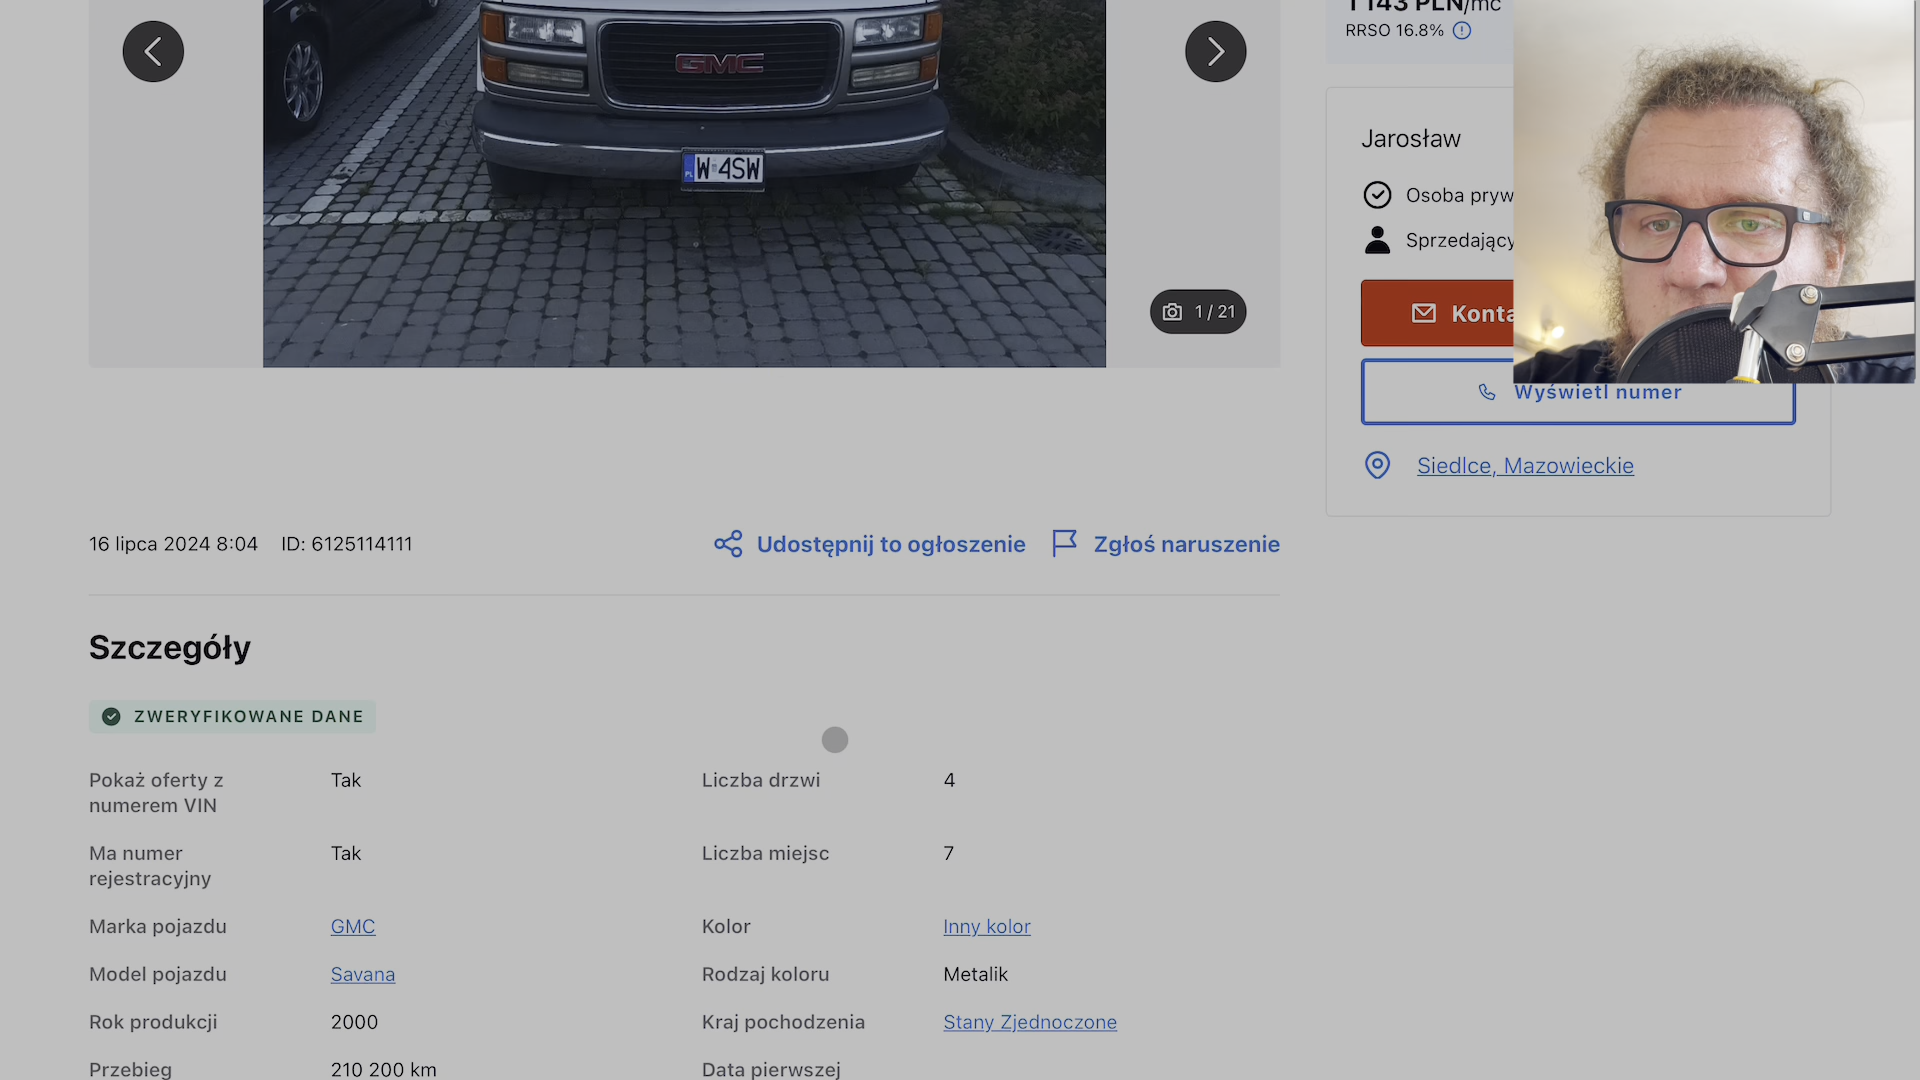 1 143 PLN/mc
RRSO 16.8%
GMC
W 4SW
PL
1 / 21
Jarosław
Osoba pryw
Sprzedający
Konta
Wyświetl numer
Siedlce, Mazowieckie
16 lipca 2024 8:04 ID: 6125114111
Udostępnij to ogłoszenie Zgłoś naruszenie
Szczegóły
ZWERYFIKOWANE DANE
Pokaż oferty z numerem VIN Tak Liczba drzwi 4
Ma numer rejestracyjny Tak Liczba miejsc 7
Marka pojazdu GMC Kolor Inny kolor
Model pojazdu Savana Rodzaj koloru Metalik
Rok produkcji 2000 Kraj pochodzenia Stany Zjednoczone
Przebieg 210 200 km Data pierwszej